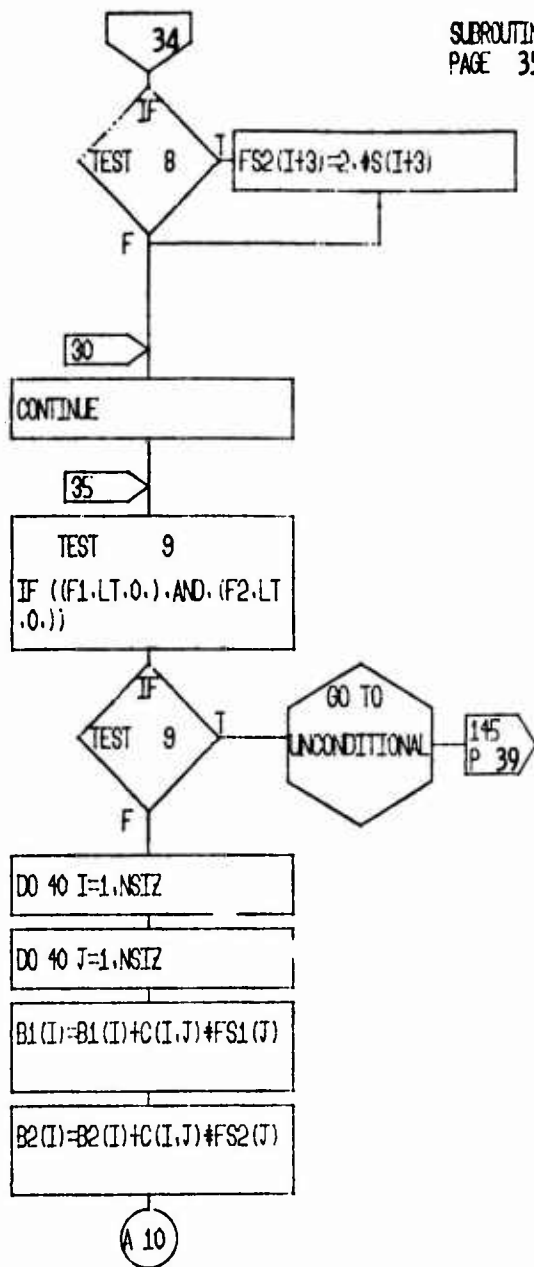 34
SUBROUTIN
PAGE 35
IF
TEST 8
T
FS2(I+3)=2.*S(I+3)
F
30
CONTINUE
35
TEST 9
IF ((F1.LT.0.).AND.(F2.LT
.0.))
IF
TEST 9
T
GO TO
UNCONDITIONAL
145
P 39
F
DO 40 I=1,NSIZ
DO 40 J=1,NSIZ
B1(I)=B1(I)+C(I,J)*FS1(J)
B2(I)=B2(I)+C(I,J)*FS2(J)
A 10